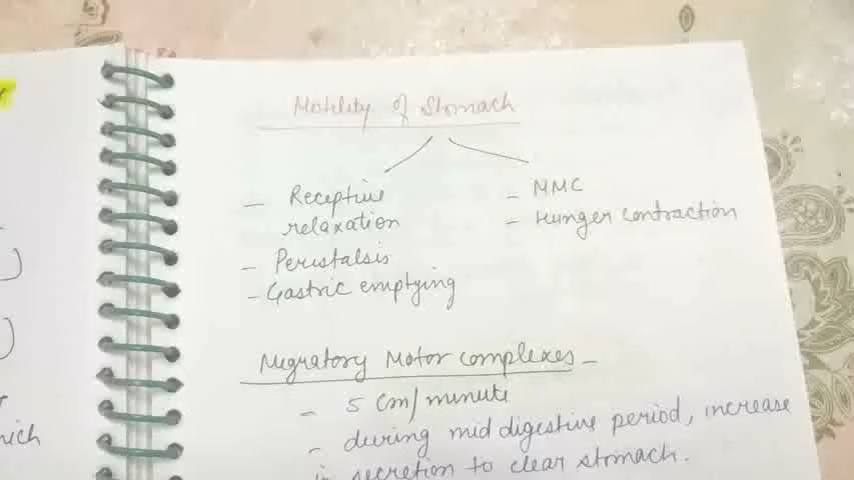 Motility of Stomach
- Receptive
relaxation
- Peristalsis
- Gastric emptying
- MMC
- Hunger contraction
Migratory Motor complexes -
- 5 cm/minute
- during mid digestive period, increase
in secretion to clear stomach.